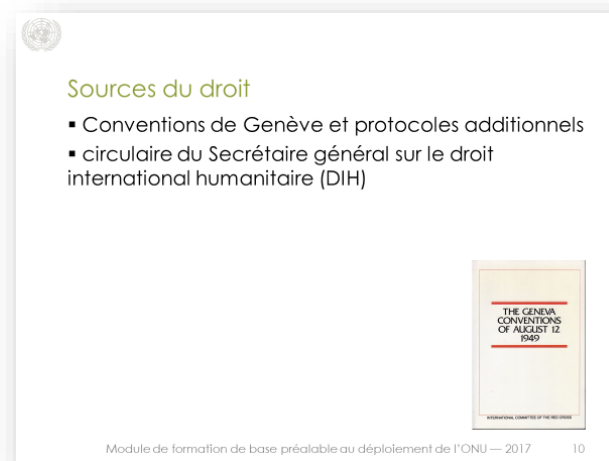 Sources du droit
▪ Conventions de Genève et protocoles additionnels
▪ circulaire du Secrétaire général sur le droit
international humanitaire (DIH)
THE GENEVA
CONVENTIONS
OF AUGUST 12
1949
INTERNATIONAL COMMITTEE OF THE RED CROSS
Module de formation de base préalable au déploiement de l’ONU — 2017 10